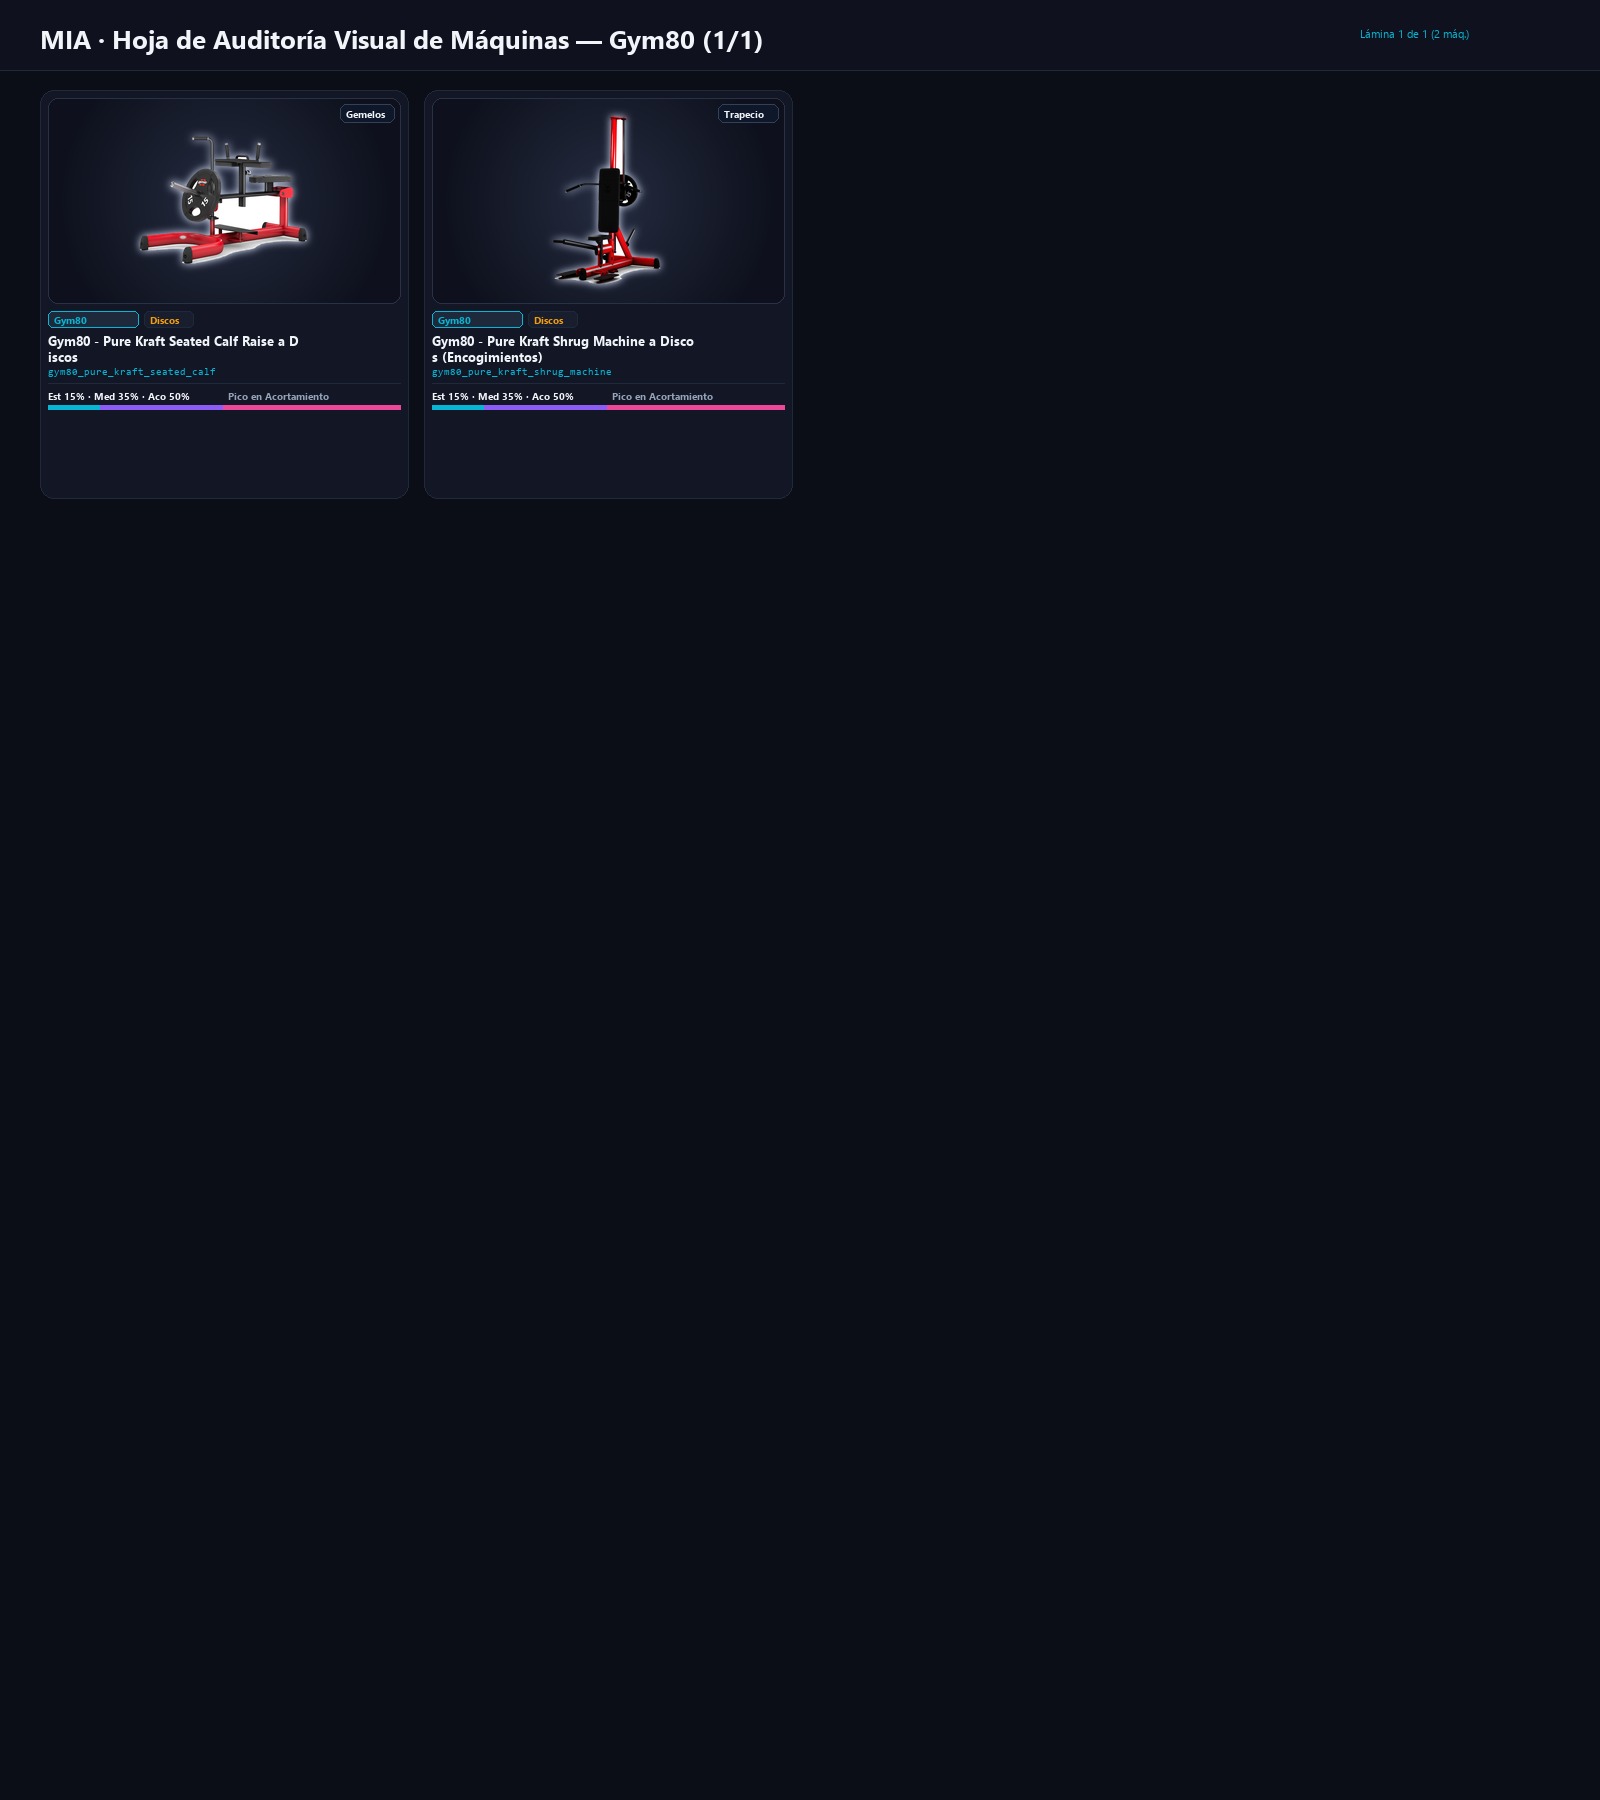 MIA · Hoja de Auditoría Visual de Máquinas — Gym80 (1/1)
Lámina 1 de 1 (2 máq.)
Gemelos
15 15
Gym80 Discos
Gym80 - Pure Kraft Seated Calf Raise a D
iscos
gym80_pure_kraft_seated_calf
Est 15% · Med 35% · Aco 50% Pico en Acortamiento
Trapecio
Gym80 Discos
Gym80 - Pure Kraft Shrug Machine a Disco
s (Encogimientos)
gym80_pure_kraft_shrug_machine
Est 15% · Med 35% · Aco 50% Pico en Acortamiento